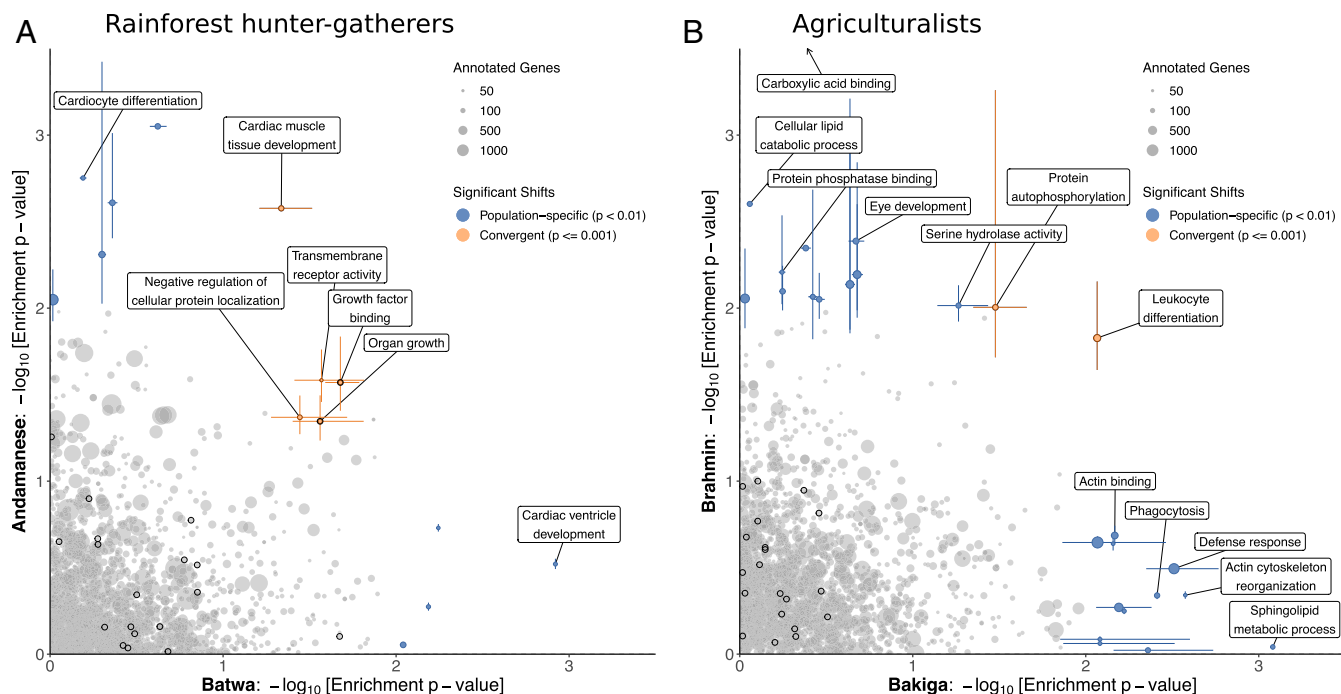 A
Rainforest hunter-gatherers
Andamanese: −log10 [Enrichment p−value]
3
2
1
0
0
1
2
3
Batwa: −log10 [Enrichment p−value]
Cardiocyte differentiation
Cardiac muscle
tissue development
Transmembrane
receptor activity
Negative regulation of
cellular protein localization
Growth factor
binding
Organ growth
Cardiac ventricle
development
Annotated Genes
50
100
500
1000
Significant Shifts
Population−specific (p < 0.01)
Convergent (p <= 0.001)
B
Agriculturalists
Brahmin: −log10 [Enrichment p−value]
3
2
1
0
0
1
2
3
Bakiga: −log10 [Enrichment p−value]
Carboxylic acid binding
Cellular lipid
catabolic process
Protein phosphatase binding
Eye development
Protein
autophosphorylation
Serine hydrolase activity
Leukocyte
differentiation
Actin binding
Phagocytosis
Defense response
Actin cytoskeleton
reorganization
Sphingolipid
metabolic process
Annotated Genes
50
100
500
1000
Significant Shifts
Population−specific (p < 0.01)
Convergent (p <= 0.001)